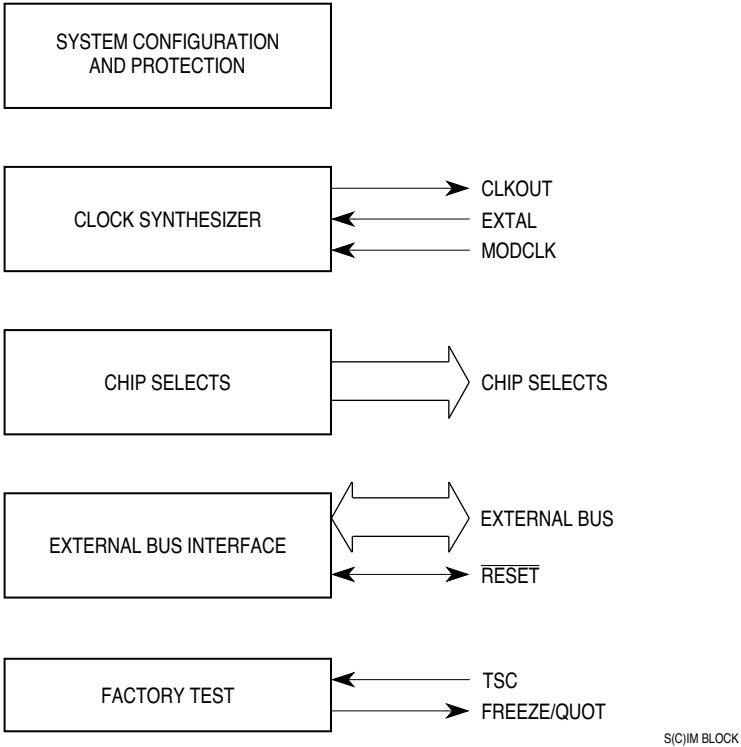 SYSTEM CONFIGURATION
AND PROTECTION
CLOCK SYNTHESIZER
CLKOUT
EXTAL
MODCLK
CHIP SELECTS
CHIP SELECTS
EXTERNAL BUS INTERFACE
EXTERNAL BUS
RESET
FACTORY TEST
TSC
FREEZE/QUOT
S(C)IM BLOCK